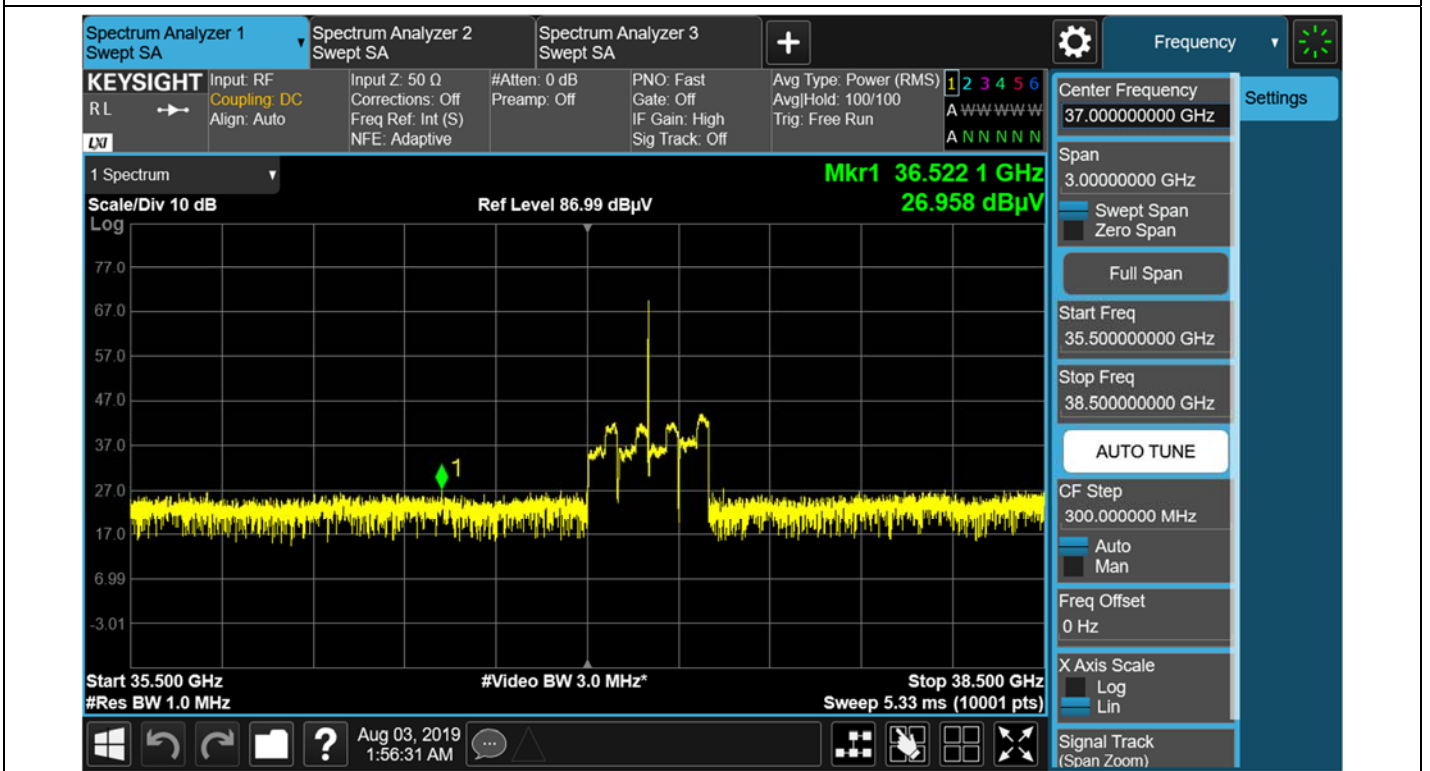 Spectrum Analyzer 1
Swept SA
Spectrum Analyzer 2
Swept SA
Spectrum Analyzer 3
Swept SA
Frequency
KEYSIGHT
R L
LXI
Input: RF
Coupling: DC
Align: Auto
Input Z: 50 Ω
Corrections: Off
Freq Ref: Int (S)
NFE: Adaptive
#Atten: 0 dB
Preamp: Off
PNO: Fast
Gate: Off
IF Gain: High
Sig Track: Off
Avg Type: Power (RMS)
Avg|Hold: 100/100
Trig: Free Run
1 2 3 4 5 6
A W W W W W
A N N N N N
1 Spectrum
Mkr1 36.522 1 GHz
26.958 dBµV
Scale/Div 10 dB
Ref Level 86.99 dBµV
Log
77.0
67.0
57.0
47.0
37.0
27.0
17.0
6.99
-3.01
1
Start 35.500 GHz
#Res BW 1.0 MHz
#Video BW 3.0 MHz*
Stop 38.500 GHz
Sweep 5.33 ms (10001 pts)
?
Aug 03, 2019
1:56:31 AM
Center Frequency
37.000000000 GHz
Settings
Span
3.00000000 GHz
Swept Span
Zero Span
Full Span
Start Freq
35.500000000 GHz
Stop Freq
38.500000000 GHz
AUTO TUNE
CF Step
300.000000 MHz
Auto
Man
Freq Offset
0 Hz
X Axis Scale
Log
Lin
Signal Track
(Span Zoom)